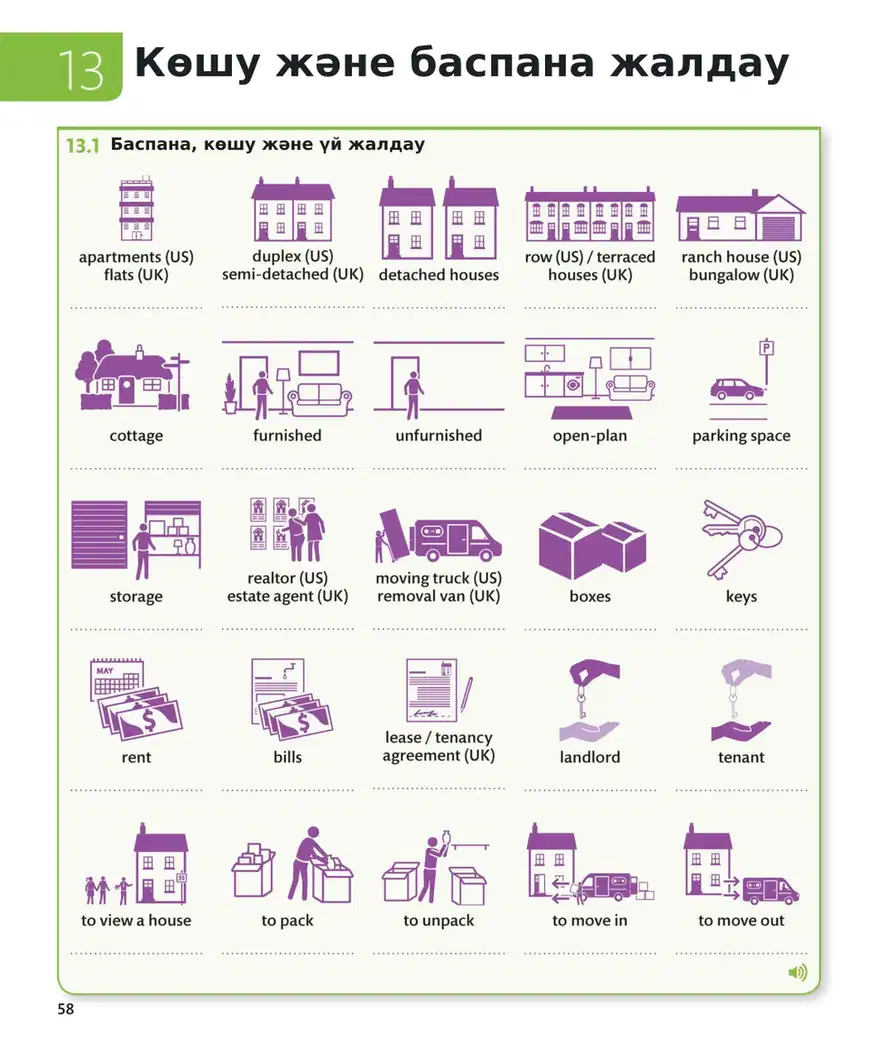 13
Көшу және баспана жалдау
13.1 Баспана, көшу және үй жалдау
apartments (US)
flats (UK)
duplex (US)
semi-detached (UK)
detached houses
row (US) / terraced
houses (UK)
ranch house (US)
bungalow (UK)
cottage
furnished
unfurnished
open-plan
P
parking space
storage
realtor (US)
estate agent (UK)
moving truck (US)
removal van (UK)
boxes
keys
MAY
$
rent
$
bills
lease / tenancy
agreement (UK)
landlord
tenant
to view a house
to pack
to unpack
to move in
to move out
58